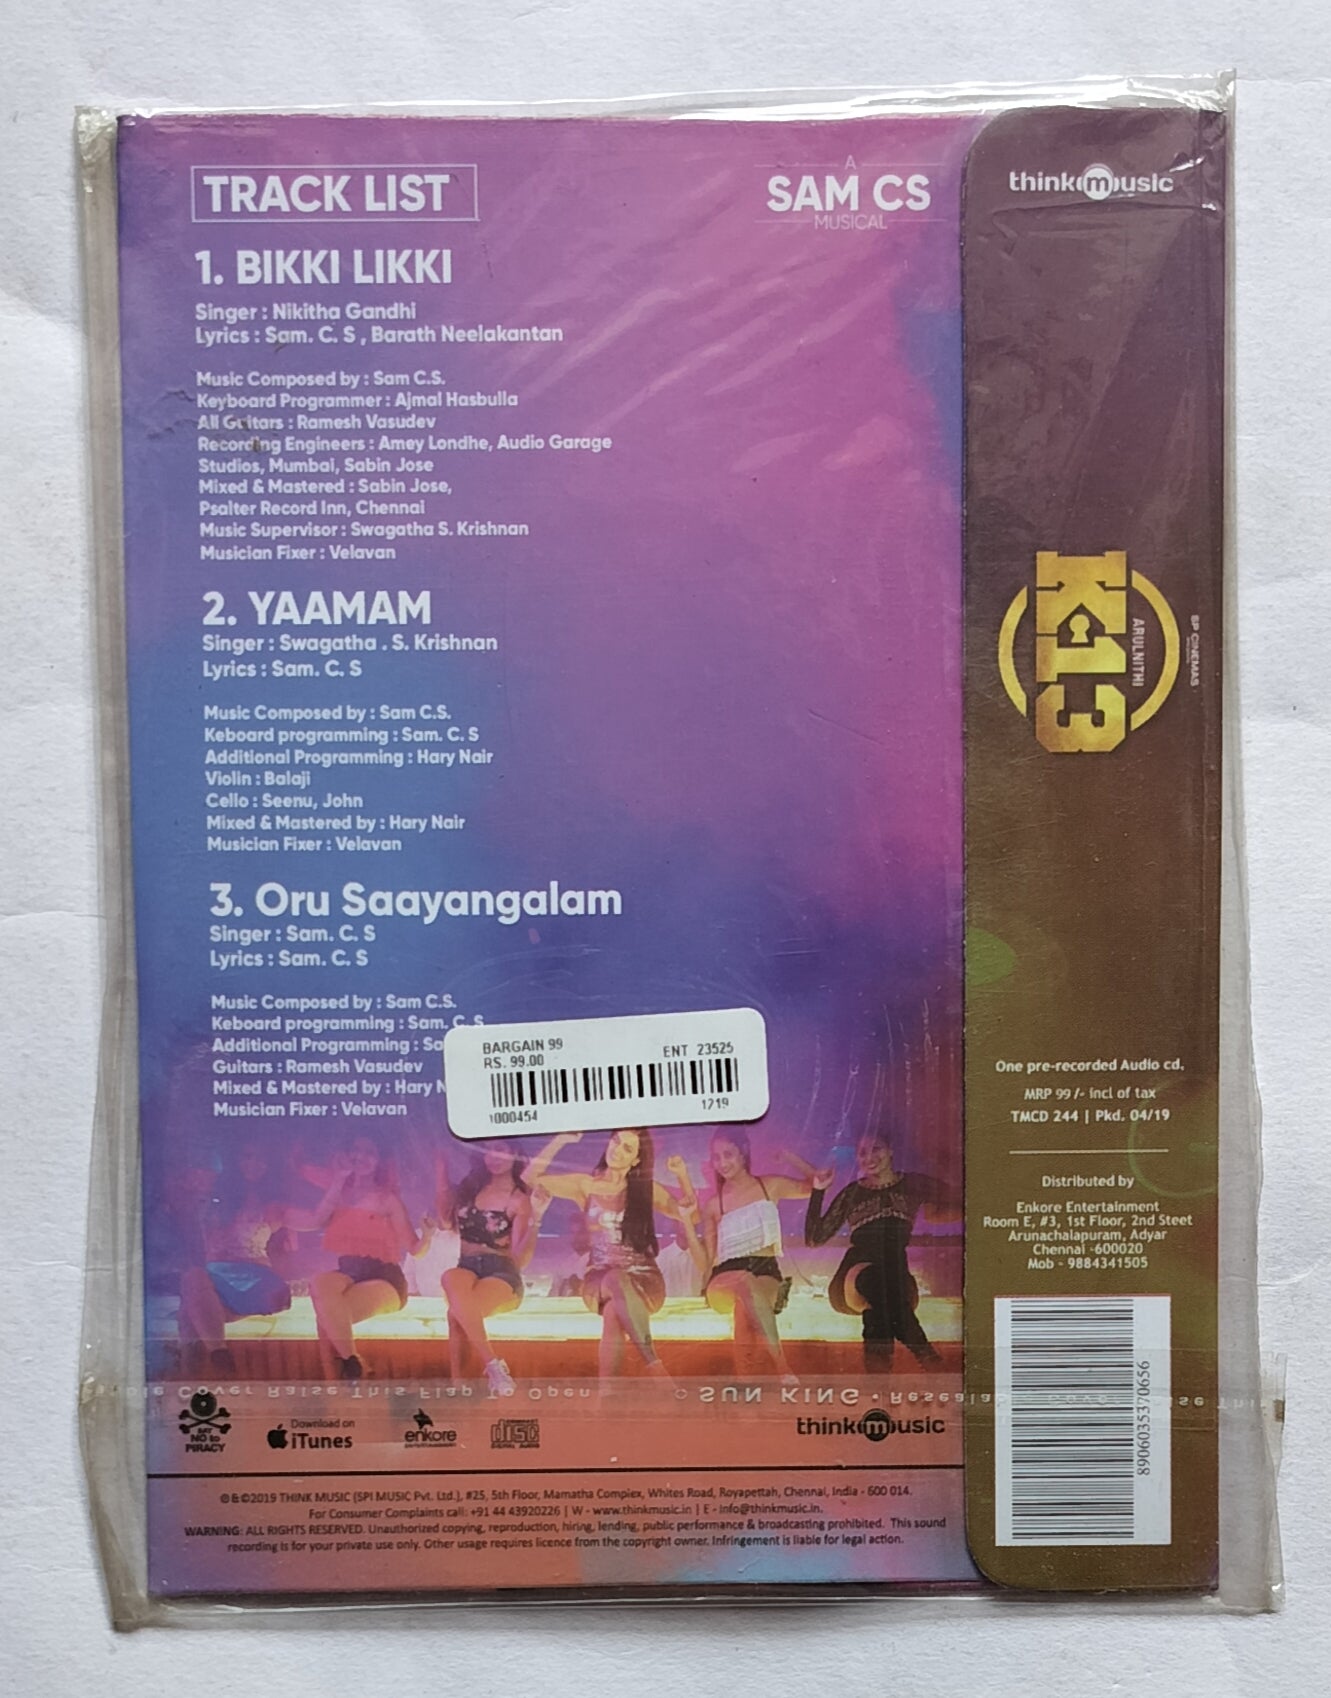 TRACK LIST
A
SAM CS
MUSICAL
1. BIKKI LIKKI
Singer : Nikitha Gandhi
Lyrics : Sam. C. S , Barath Neelakantan
Music Composed by : Sam C.S.
Keyboard Programmer : Ajmal Hasbulla
All Guitars : Ramesh Vasudev
Recording Engineers : Amey Londhe, Audio Garage
Studios, Mumbai, Sabin Jose
Mixed & Mastered : Sabin Jose,
Psalter Record Inn, Chennai
Music Supervisor : Swagatha S. Krishnan
Musician Fixer : Velavan
2. YAAMAM
Singer : Swagatha . S. Krishnan
Lyrics : Sam. C. S
Music Composed by : Sam C.S.
Keboard programming : Sam. C. S
Additional Programming : Hary Nair
Violin : Balaji
Cello : Seenu, John
Mixed & Mastered by : Hary Nair
Musician Fixer : Velavan
3. Oru Saayangalam
Singer : Sam. C. S
Lyrics : Sam. C. S
Music Composed by : Sam C.S.
Keboard programming : Sam. C. S
Additional Programming : Sa
Guitars : Ramesh Vasudev
Mixed & Mastered by : Hary N
Musician Fixer : Velavan
BARGAIN 99
RS. 99.00
ENT 23525
1000454
1219
Cover Raise This Flap To Open
SUN KING
SAY
NO to
PIRACY
Download on
iTunes
enkore
ENTERTAINMENT
COMPACT
disc
DIGITAL AUDIO
thinkmusic
℗ & ©2019 THINK MUSIC (SPI MUSIC Pvt. Ltd.), #25, 5th Floor, Mamatha Complex, Whites Road, Royapettah, Chennai, India - 600 014.
For Consumer Complaints call: +91 44 43920226 | W - www.thinkmusic.in | E - info@thinkmusic.in.
WARNING: ALL RIGHTS RESERVED. Unauthorized copying, reproduction, hiring, lending, public performance & broadcasting prohibited. This sound
recording is for your private use only. Other usage requires licence from the copyright owner. Infringement is liable for legal action.
thinkmusic
SP CINEMAS
ARULNITHI
K13
One pre-recorded Audio cd,
MRP 99 /- incl of tax
TMCD 244 | Pkd. 04/19
Distributed by
Enkore Entertainment
Room E, #3, 1st Floor, 2nd Steet
Arunachalapuram, Adyar
Chennai -600020
Mob - 9884341505
8906035370656